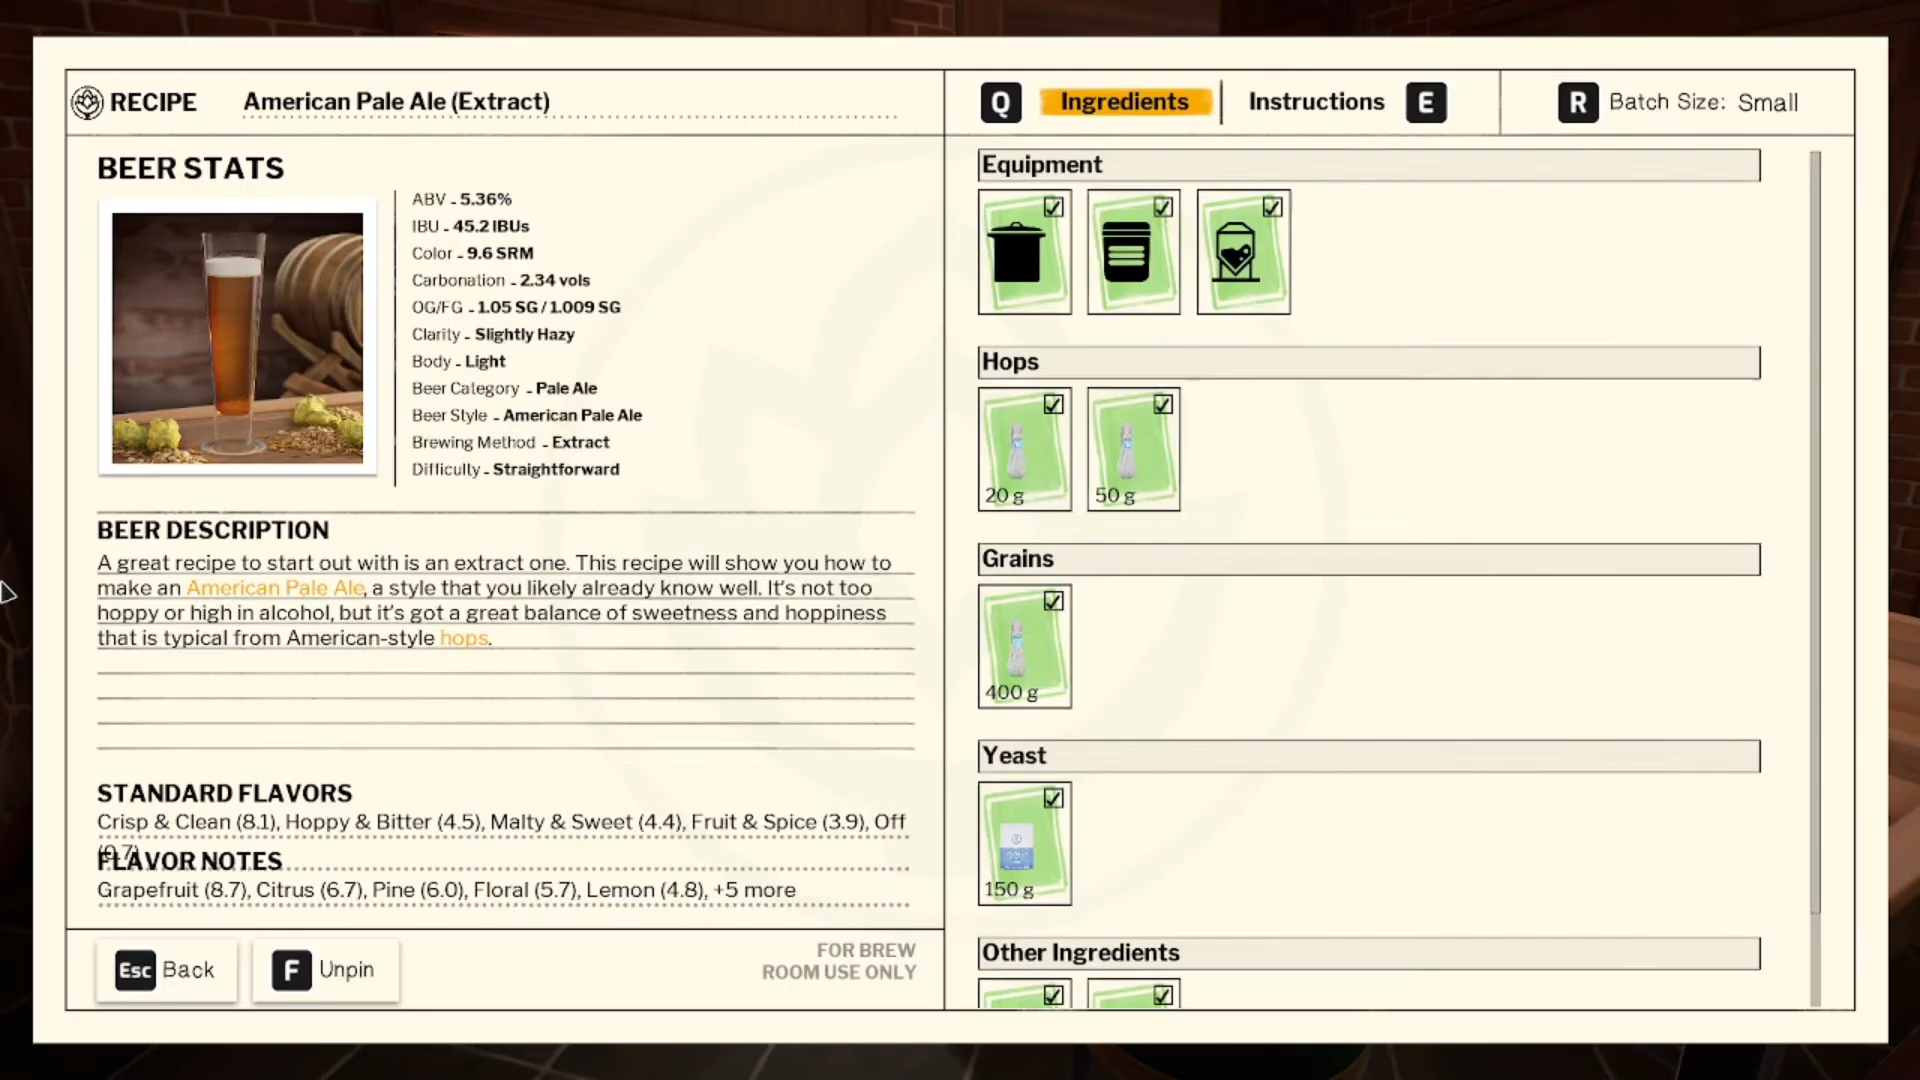 RECIPE American Pale Ale (Extract)
Q Ingredients Instructions E
R Batch Size: Small
BEER STATS
ABV - 5.36%
IBU - 45.2 IBUs
Color - 9.6 SRM
Carbonation - 2.34 vols
OG/FG - 1.05 SG / 1.009 SG
Clarity - Slightly Hazy
Body - Light
Beer Category - Pale Ale
Beer Style - American Pale Ale
Brewing Method - Extract
Difficulty - Straightforward
BEER DESCRIPTION
A great recipe to start out with is an extract one. This recipe will show you how to
make an American Pale Ale, a style that you likely already know well. It's not too
hoppy or high in alcohol, but it's got a great balance of sweetness and hoppiness
that is typical from American-style hops.
STANDARD FLAVORS
Crisp & Clean (8.1), Hoppy & Bitter (4.5), Malty & Sweet (4.4), Fruit & Spice (3.9), Off
(0.7)
FLAVOR NOTES
Grapefruit (8.7), Citrus (6.7), Pine (6.0), Floral (5.7), Lemon (4.8), +5 more
Esc Back
F Unpin
FOR BREW
ROOM USE ONLY
Equipment
Hops
20 g
50 g
Grains
400 g
Yeast
150 g
Other Ingredients